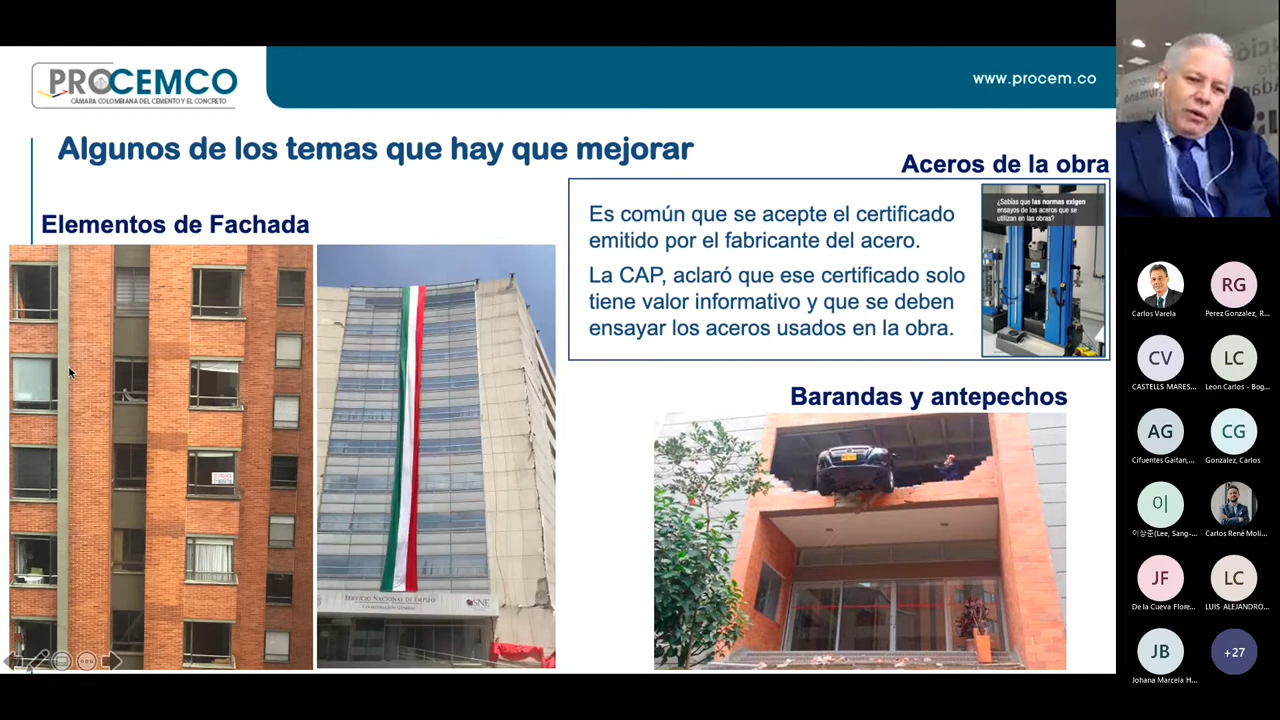 PROCEMCO
CÁMARA COLOMBIANA DEL CEMENTO Y EL CONCRETO
www.procem.co
Algunos de los temas que hay que mejorar
Elementos de Fachada
SERVICIO NACIONAL DE EMPLEO
COORDINACIÓN GENERAL
SNE
Aceros de la obra
Es común que se acepte el certificado
emitido por el fabricante del acero.
La CAP, aclaró que ese certificado solo
tiene valor informativo y que se deben
ensayar los aceros usados en la obra.
¿Sabías que las normas exigen
ensayos de los aceros que se
utilizan en las obras?
Barandas y antepechos
Carlos Varela
RG
Perez Gonzalez, R...
CV
CASTELLS MARES...
LC
Leon Carlos - Bog...
AG
Cifuentes Gaitan,...
CG
Gonzalez, Carlos
이
이상준(Lee, Sang-...
Carlos René Moli...
JF
De la Cueva Flore...
LC
LUIS ALEJANDRO...
JB
Johana Marcela H...
+27